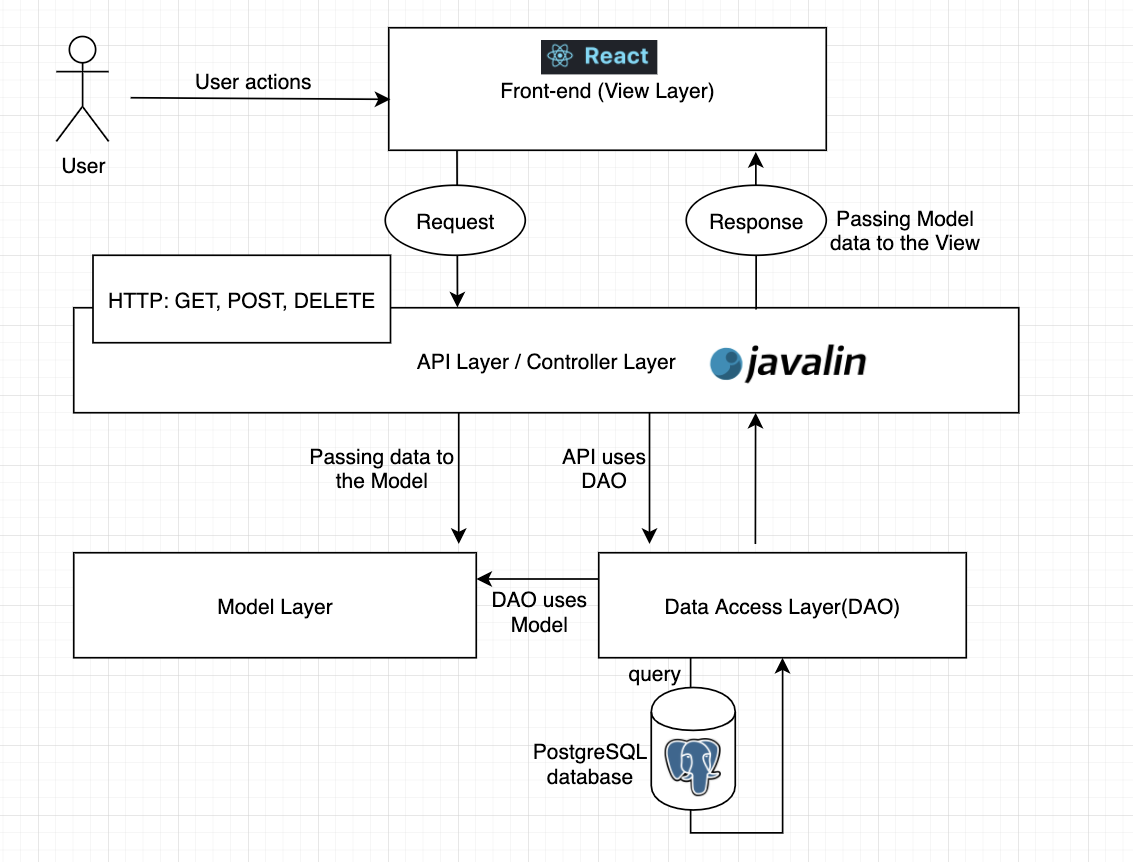 React
User actions
Front-end (View Layer)
User
Request
Response
Passing Model
data to the View
HTTP: GET, POST, DELETE
API Layer / Controller Layer
javalin
Passing data to
the Model
API uses
DAO
Model Layer
DAO uses
Model
Data Access Layer(DAO)
query
PostgreSQL
database